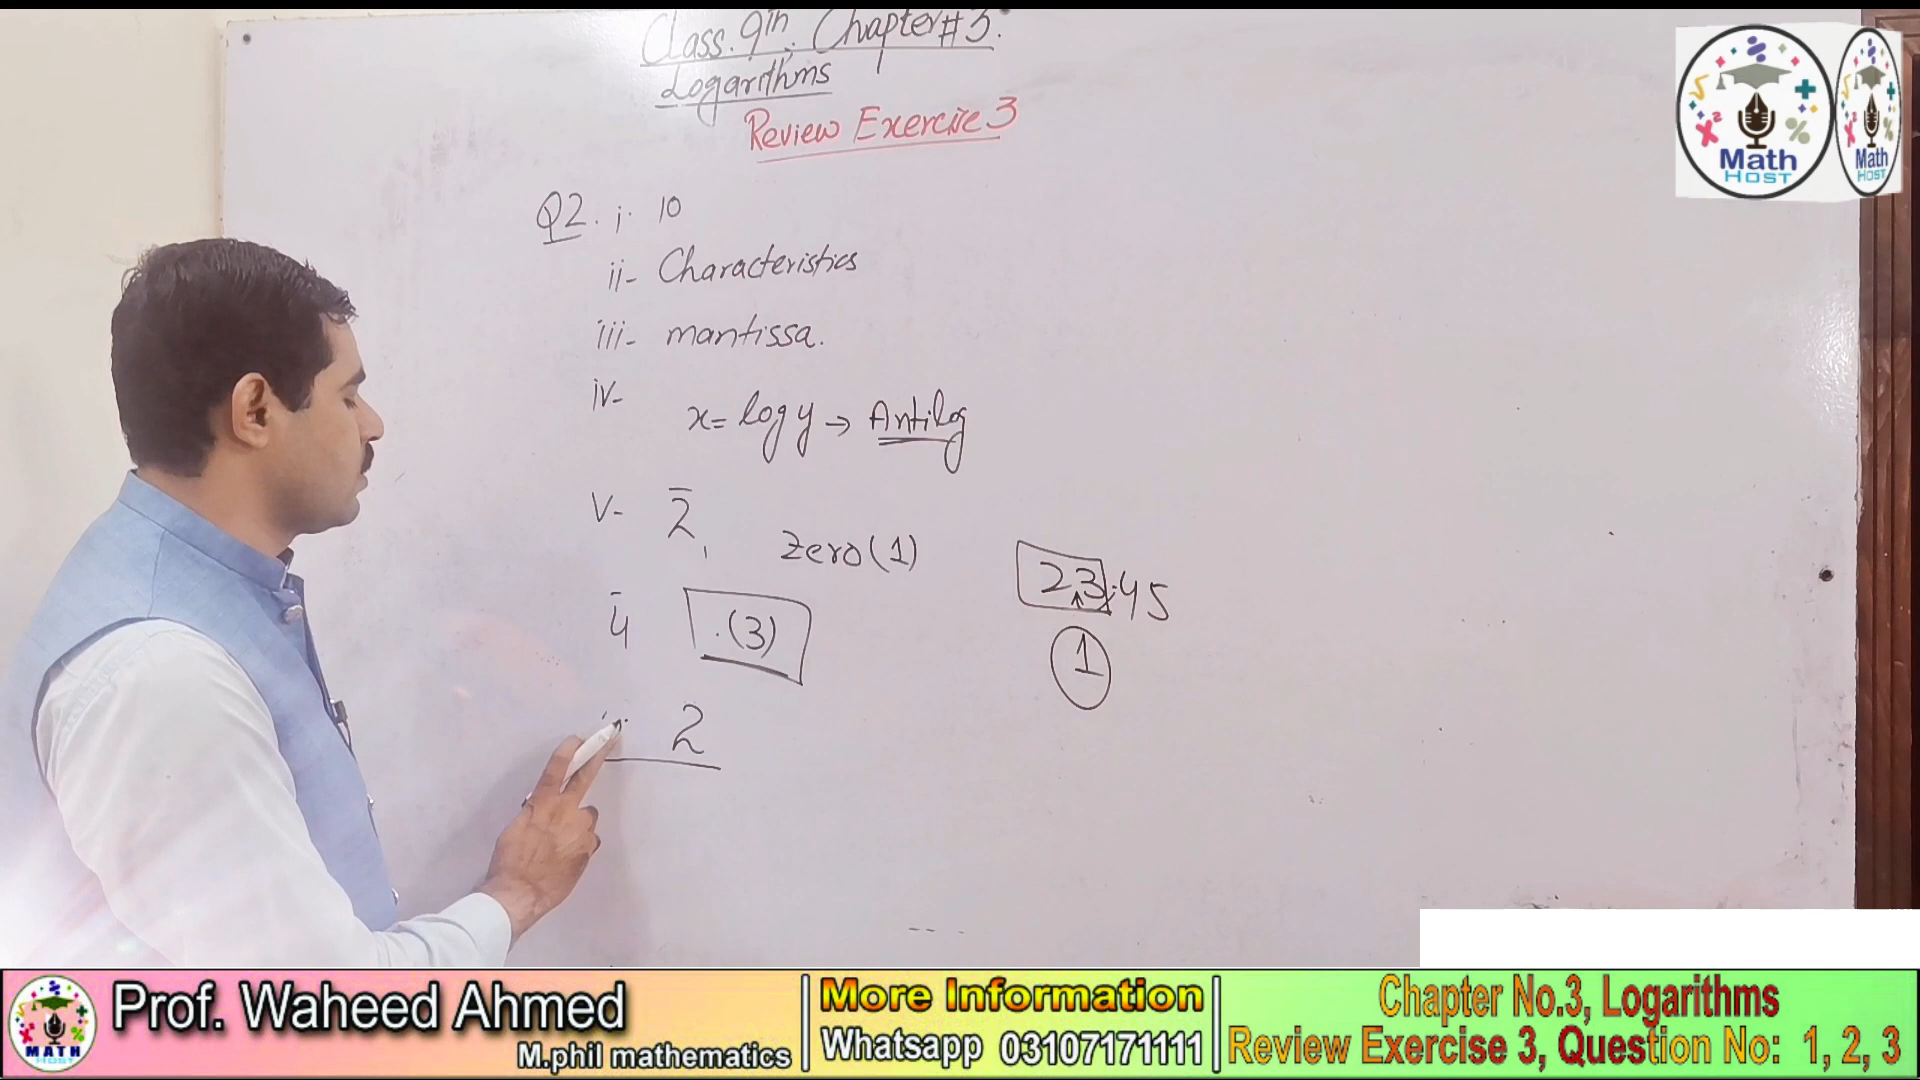 Class.9th, Chapter#3.
Logarithms
Review Exercise 3
Q2. i. 10
ii- Characteristics
iii- mantissa.
iv- x = log y → Antilog
v- 2̅, Zero (1)
23.45
4̅ .(3)
1
2
Math
HOST
Math
HOST
MATH
HOST
Prof. Waheed Ahmed
M.phil mathematics
More Information
Whatsapp 03107171111
Chapter No.3, Logarithms
Review Exercise 3, Question No: 1, 2, 3